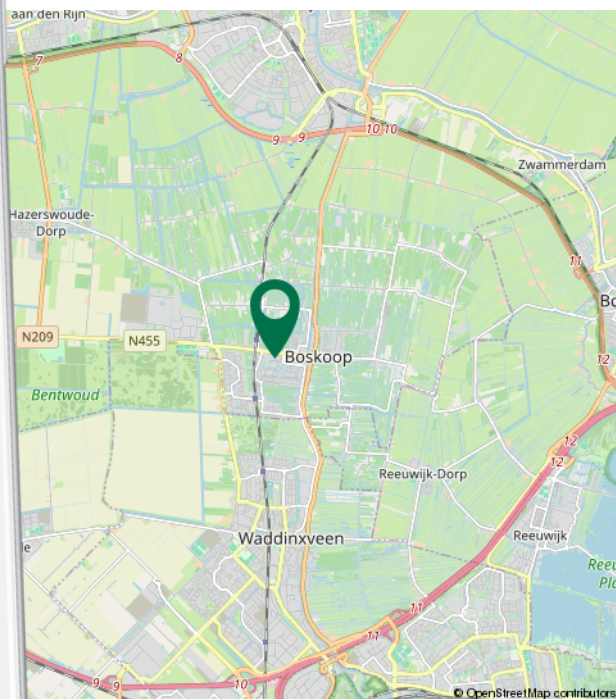 aan den Rijn
7
8
9
9
10 10
Zwammerdam
Hazerswoude-
Dorp
11
N209
N455
Boskoop
12
Bentwoud
12
12
Reeuwijk-Dorp
Waddinxveen
Reeuwijk
11
11
9
9
10
© OpenStreetMap contributors